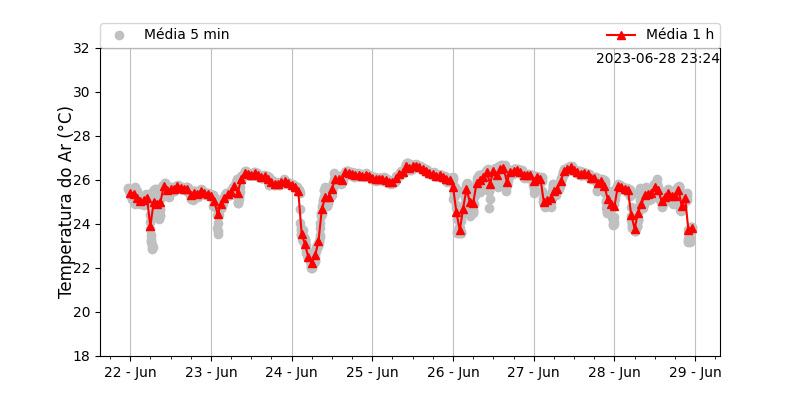 Média 5 min
Média 1 h
2023-06-28 23:24
Temperatura do Ar (°C)
32
30
28
26
24
22
20
18
22 - Jun
23 - Jun
24 - Jun
25 - Jun
26 - Jun
27 - Jun
28 - Jun
29 - Jun